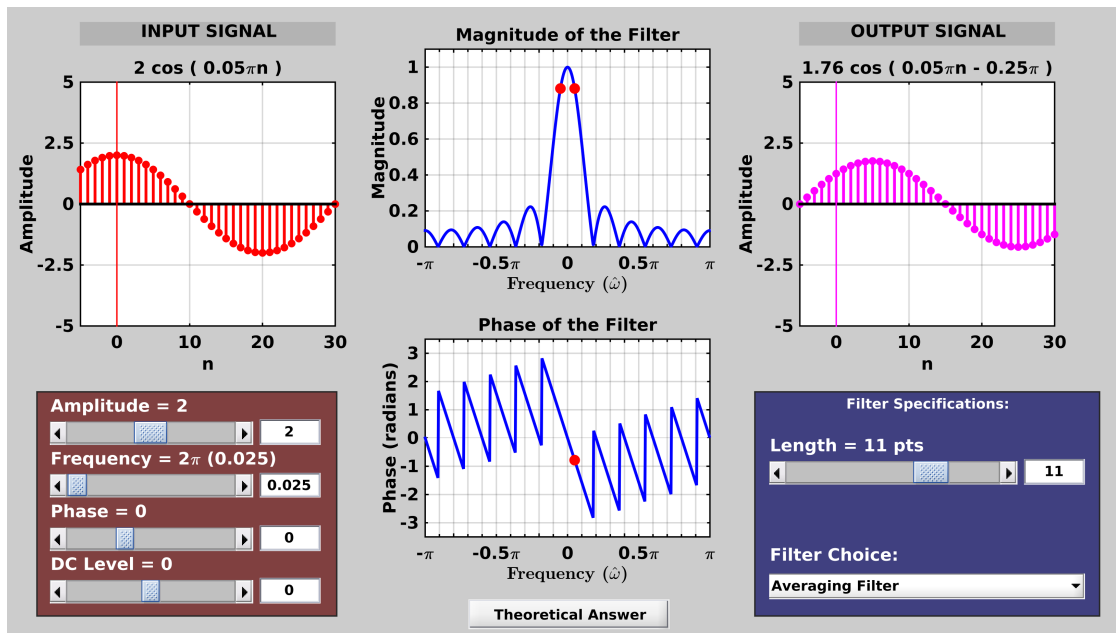 INPUT SIGNAL
2 cos ( 0.05πn )
5
2.5
0
-2.5
-5
Amplitude
0 10 20 30
n
Magnitude of the Filter
1
0.8
0.6
0.4
0.2
0
Magnitude
-π -0.5π 0 0.5π π
Frequency (ω̂)
OUTPUT SIGNAL
1.76 cos ( 0.05πn - 0.25π )
5
2.5
0
-2.5
-5
Amplitude
0 10 20 30
n
Phase of the Filter
3
2
1
0
-1
-2
-3
Phase (radians)
-π -0.5π 0 0.5π π
Frequency (ω̂)
Amplitude = 2
2
Frequency = 2π (0.025)
0.025
Phase = 0
0
DC Level = 0
0
Theoretical Answer
Filter Specifications:
Length = 11 pts
11
Filter Choice:
Averaging Filter